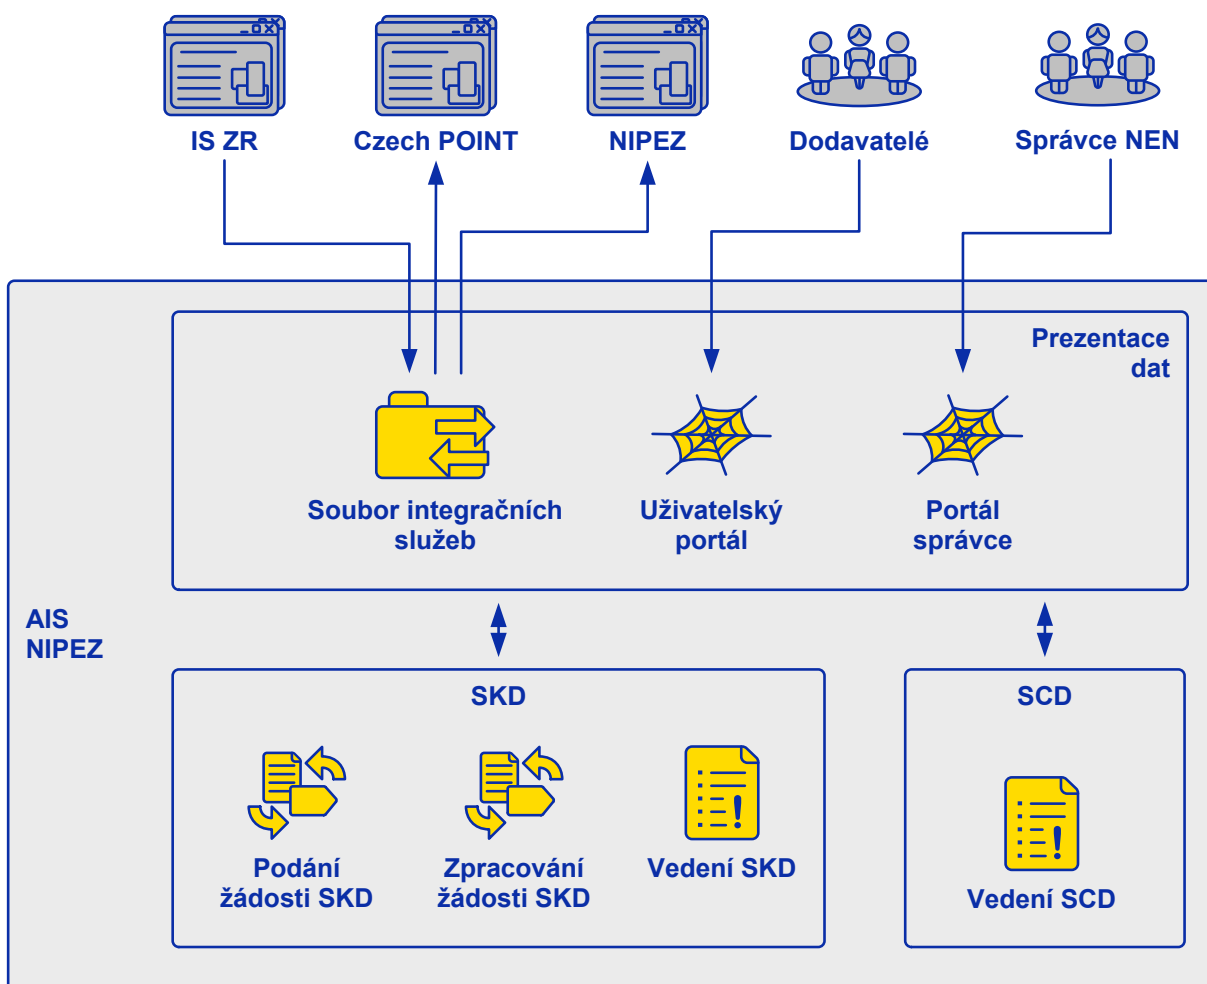 IS ZR
Czech POINT
NIPEZ
Dodavatelé
Správce NEN
Prezentace
dat
Soubor integračních
služeb
Uživatelský
portál
Portál
správce
AIS
NIPEZ
SKD
SCD
Podání
žádosti SKD
Zpracování
žádosti SKD
Vedení SKD
Vedení SCD